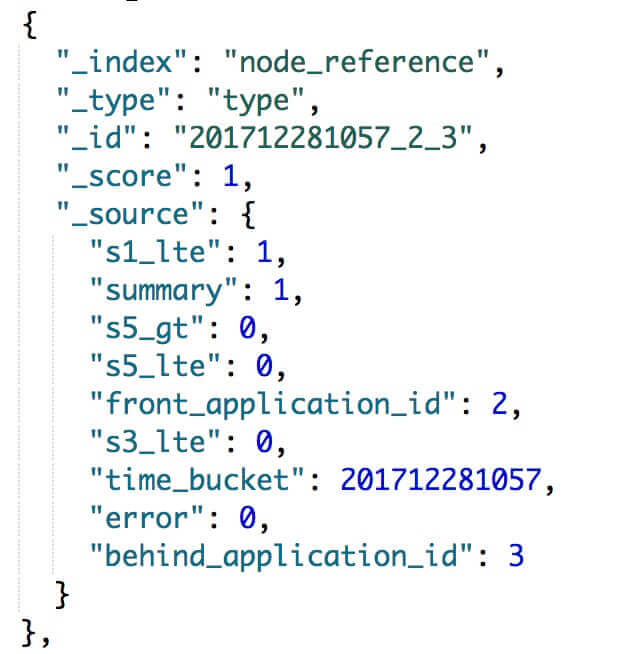 {
"_index": "node_reference",
"_type": "type",
"_id": "201712281057_2_3",
"_score": 1,
"_source": {
"s1_lte": 1,
"summary": 1,
"s5_gt": 0,
"s5_lte": 0,
"front_application_id": 2,
"s3_lte": 0,
"time_bucket": 201712281057,
"error": 0,
"behind_application_id": 3
}
},